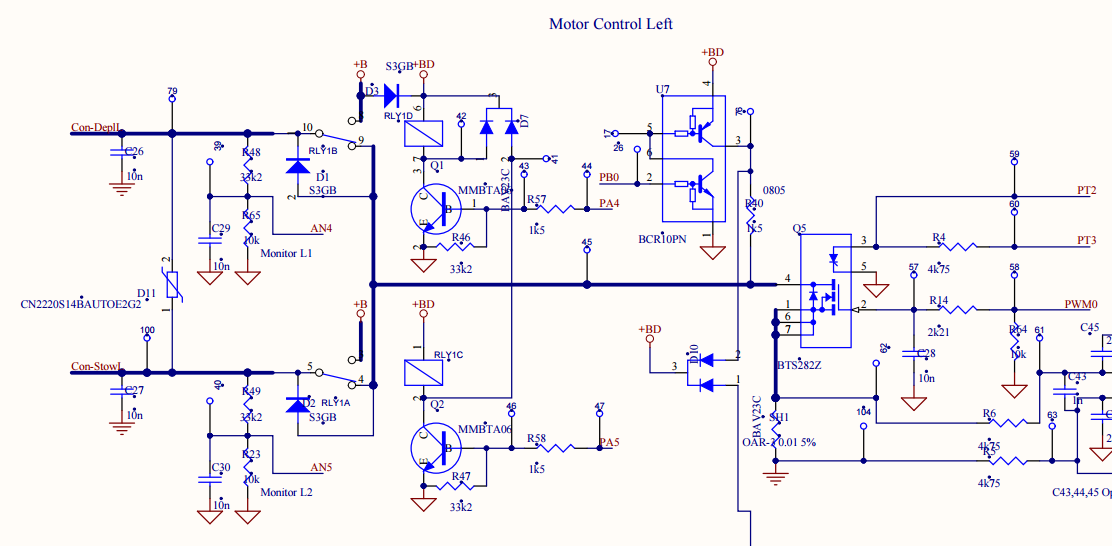 Motor Control Left
+B
S3GB
+BD
+BD
D3
RLY1D
U7
79
Con-Depll
10
RLY1B
9
6
42
D7
17
26
5
6
4
3
C26
10n
39
R48
33k2
D1
S3GB
2
7
3
Q1
MMBTA06
41
43
44
PB0
2
59
C
B
E
1
R57
PA4
1k5
0805
R40
1k5
PT2
60
C29
10n
R65
10k
AN4
Monitor L1
2
R46
33k2
45
BCR10PN
1
Q5
3
R4
4k75
PT3
2
D11
CN2220S14BAUTOE2G2
1
4
5
57
58
1
6
7
2
R14
2k21
PWM0
100
+B
+BD
1
RLY1C
+BD
D10
3
2
1
BTS282Z
62
C28
10n
R64
10k
61
C45
Con-Stowl
5
4
RLY1A
C27
10n
40
R49
33k2
D2
S3GB
2
Q2
46
47
C43
1n
MMBTA06
BAV23C
SH1
OAR-3 0.01 5%
104
R6
4k75
63
C
B
E
R58
PA5
1k5
R5
4k75
C30
10n
R23
10k
AN5
Monitor L2
2
R47
33k2
C43,44,45 Op